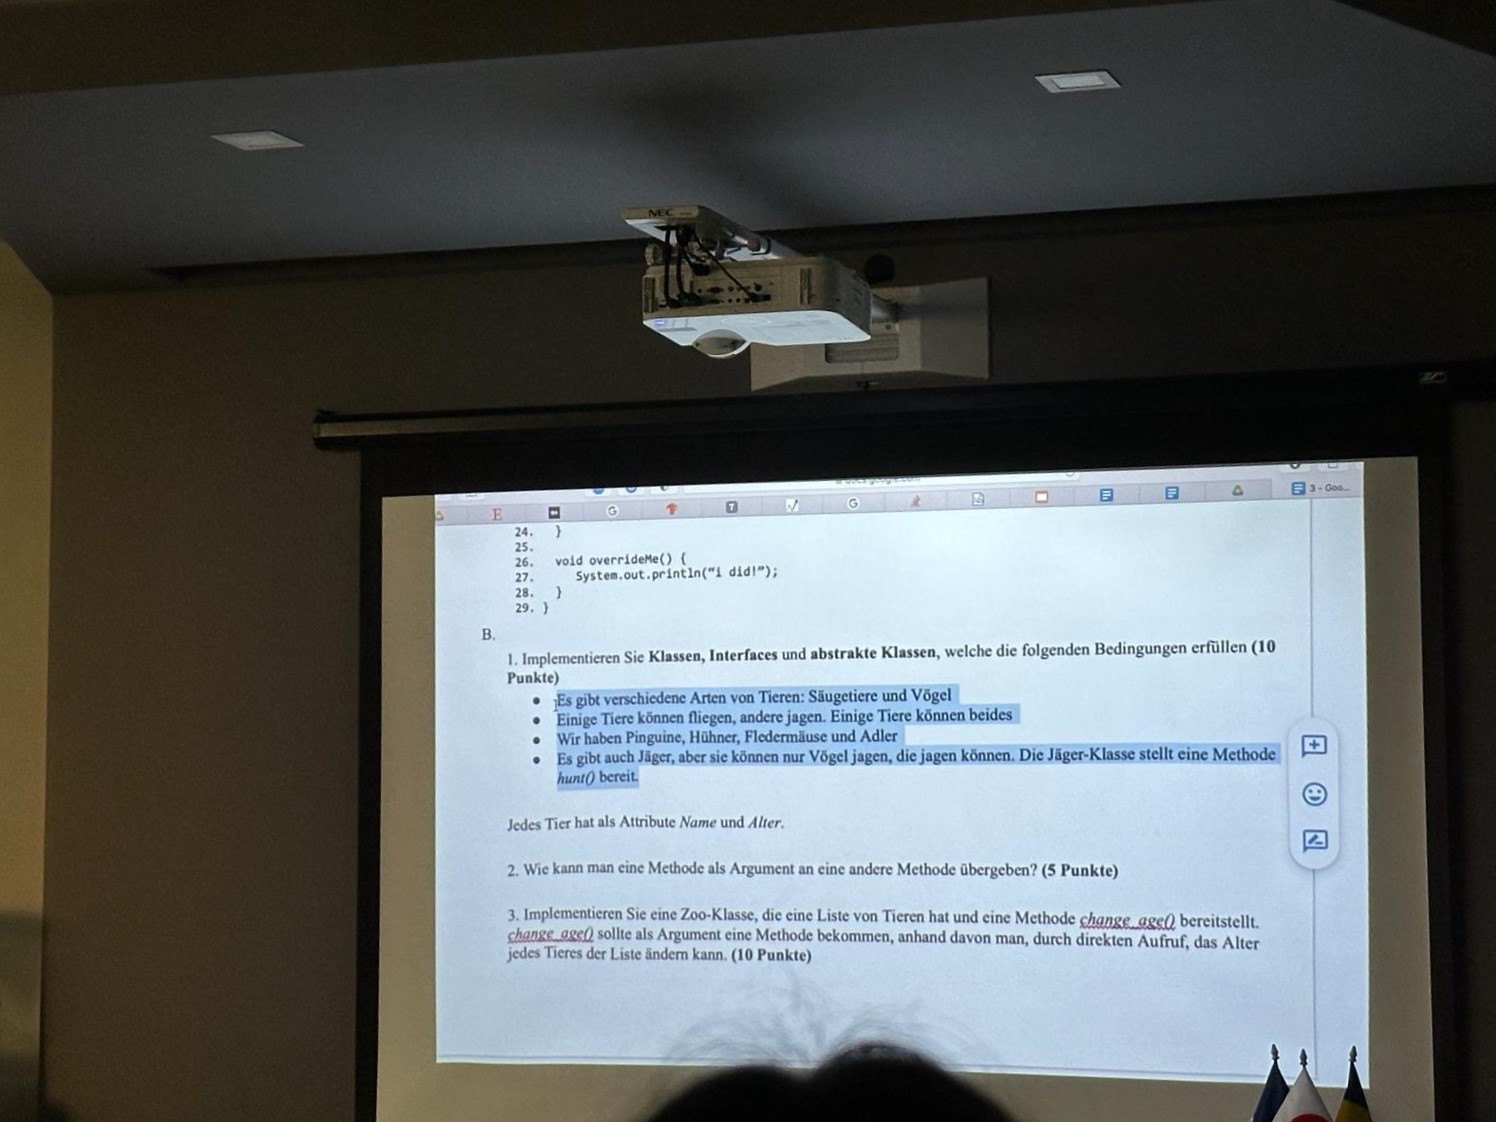 NEC
3 - Goo...
24. }
25.
26. void overrideMe() {
27. System.out.println("i did!");
28. }
29. }
B.
1. Implementieren Sie Klassen, Interfaces und abstrakte Klassen, welche die folgenden Bedingungen erfüllen (10
Punkte)
● Es gibt verschiedene Arten von Tieren: Säugetiere und Vögel
● Einige Tiere können fliegen, andere jagen. Einige Tiere können beides
● Wir haben Pinguine, Hühner, Fledermäuse und Adler
● Es gibt auch Jäger, aber sie können nur Vögel jagen, die jagen können. Die Jäger-Klasse stellt eine Methode
hunt() bereit.
Jedes Tier hat als Attribute Name und Alter.
2. Wie kann man eine Methode als Argument an eine andere Methode übergeben? (5 Punkte)
3. Implementieren Sie eine Zoo-Klasse, die eine Liste von Tieren hat und eine Methode change_age() bereitstellt.
change_age() sollte als Argument eine Methode bekommen, anhand davon man, durch direkten Aufruf, das Alter
jedes Tieres der Liste ändern kann. (10 Punkte)